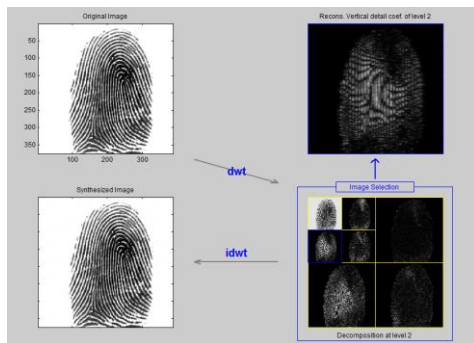 Original Image
Recons. Vertical detail coef. of level 2
50
100
150
200
250
300
350
100
200
300
dwt
Synthesized Image
Image Selection
idwt
Decomposition at level 2